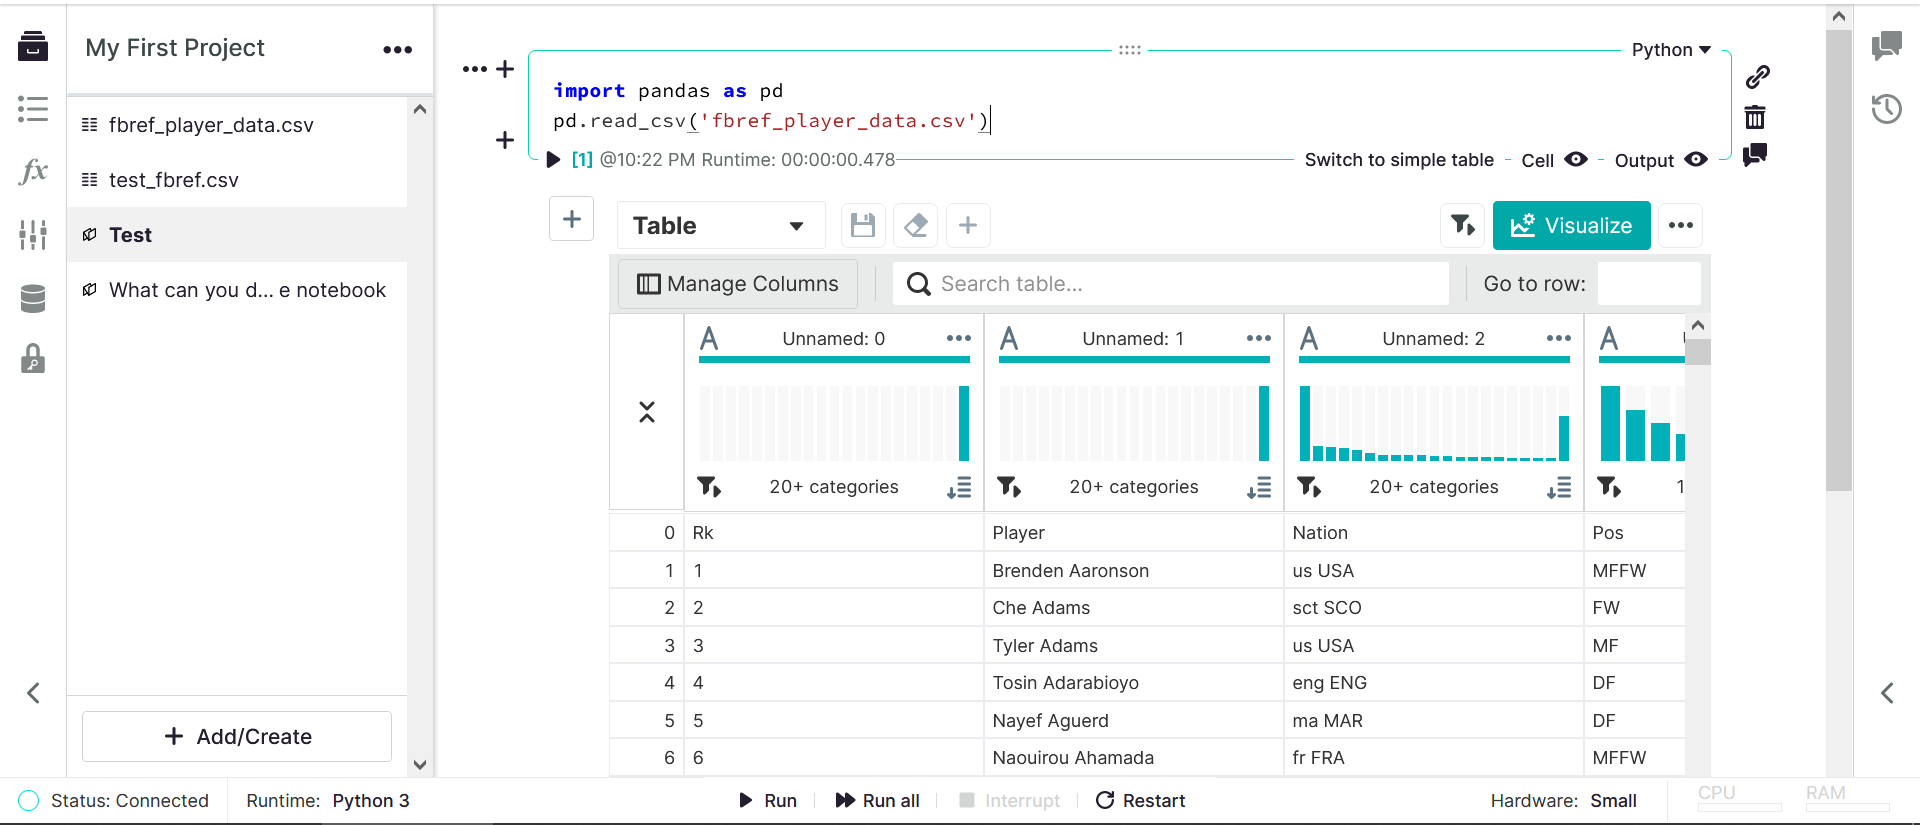 My First Project
fbref_player_data.csv
test_fbref.csv
Test
What can you d... e notebook
+ Add/Create
Python
import pandas as pd
pd.read_csv('fbref_player_data.csv')
[1] @10:22 PM Runtime: 00:00:00.478
Switch to simple table - Cell - Output
Table
Visualize
Manage Columns
Search table...
Go to row:
A Unnamed: 0 A Unnamed: 1 A Unnamed: 2 A
20+ categories 20+ categories 20+ categories 1
0 Rk Player Nation Pos
1 1 Brenden Aaronson us USA MFFW
2 2 Che Adams sct SCO FW
3 3 Tyler Adams us USA MF
4 4 Tosin Adarabioyo eng ENG DF
5 5 Nayef Aguerd ma MAR DF
6 6 Naouirou Ahamada fr FRA MFFW
Status: Connected Runtime: Python 3 Run Run all Interrupt Restart Hardware: Small CPU RAM